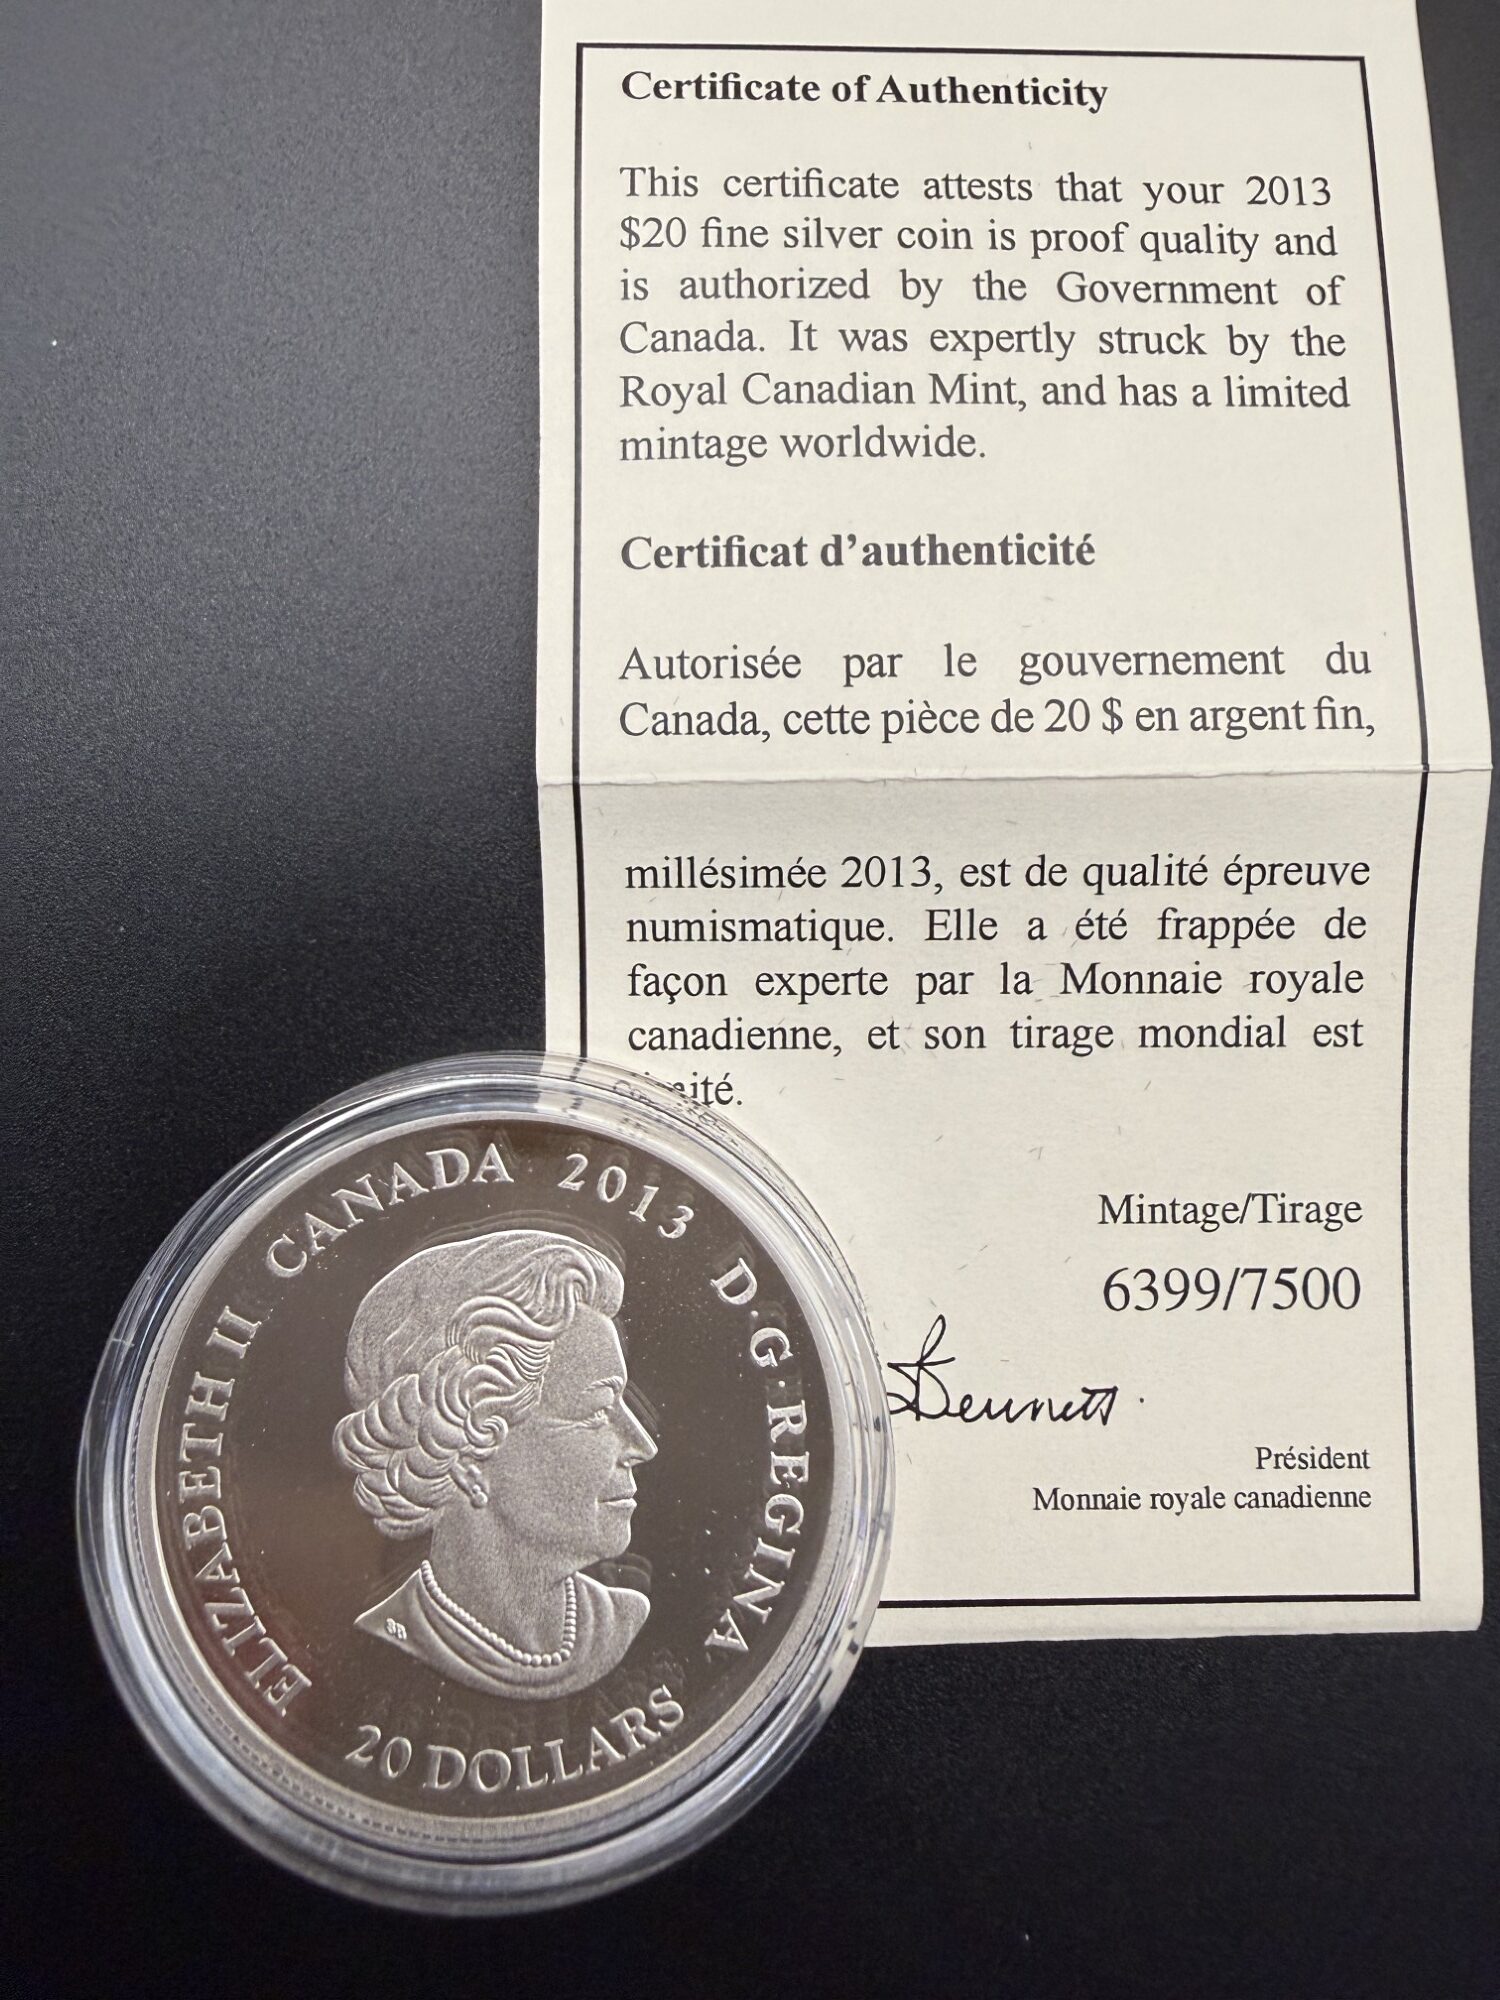 Certificate of Authenticity
This certificate attests that your 2013
$20 fine silver coin is proof quality and
is authorized by the Government of
Canada. It was expertly struck by the
Royal Canadian Mint, and has a limited
mintage worldwide.
Certificat d'authenticité
Autorisée par le gouvernement du
Canada, cette pièce de 20 $ en argent fin,
millésimée 2013, est de qualité épreuve
numismatique. Elle a été frappée de
façon experte par la Monnaie royale
canadienne, et son tirage mondial est
limité.
Mintage/Tirage
6399/7500
Bennett
Président
Monnaie royale canadienne
ELIZABETH II CANADA 2013 D·G·REGINA
20 DOLLARS